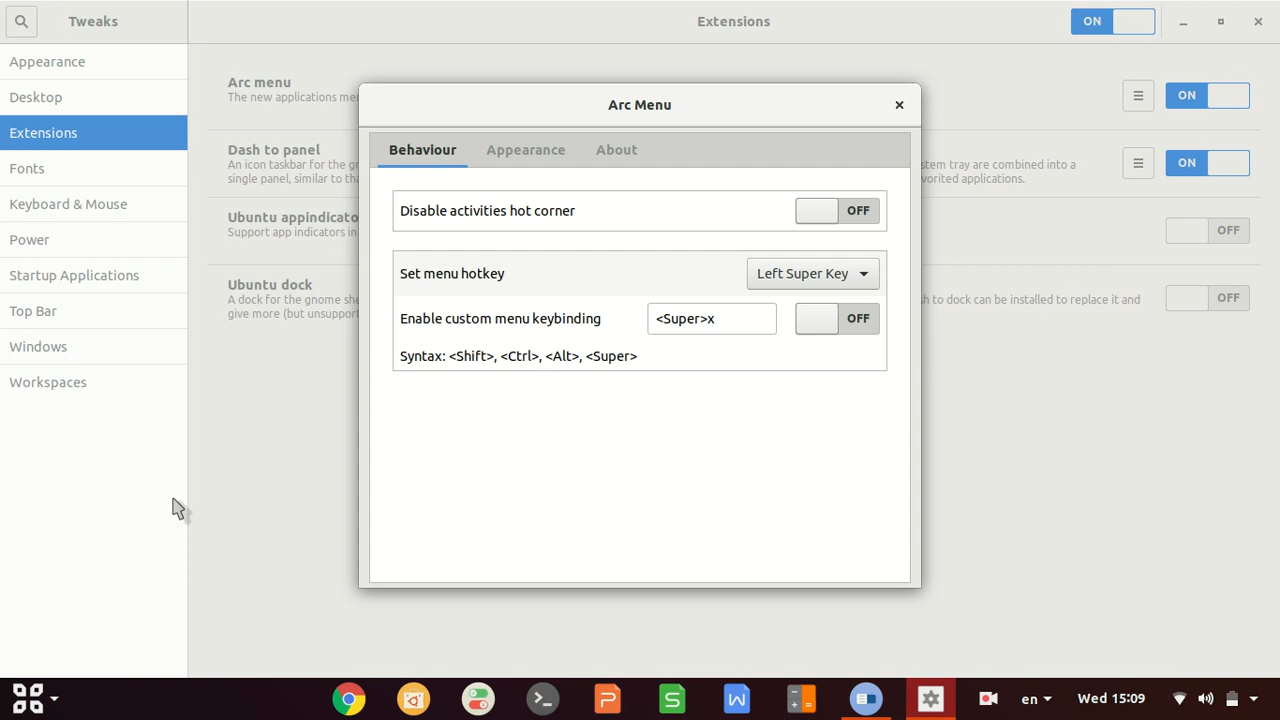 Tweaks
Extensions
ON
Appearance
Desktop
Extensions
Fonts
Keyboard & Mouse
Power
Startup Applications
Top Bar
Windows
Workspaces
Arc menu
The new applications me
ON
Dash to panel
An icon taskbar for the g
stem tray are combined into a
single panel, similar to tha
vorited applications.
ON
Ubuntu appindicato
Support app indicators in
OFF
Ubuntu dock
A dock for the gnome she
sh to dock can be installed to replace it and
give more (but unsuppor
OFF
Arc Menu
Behaviour
Appearance
About
Disable activities hot corner
OFF
Set menu hotkey
Left Super Key
Enable custom menu keybinding
<Super>x
OFF
Syntax: <Shift>, <Ctrl>, <Alt>, <Super>
P
S
W
en
Wed 15:09